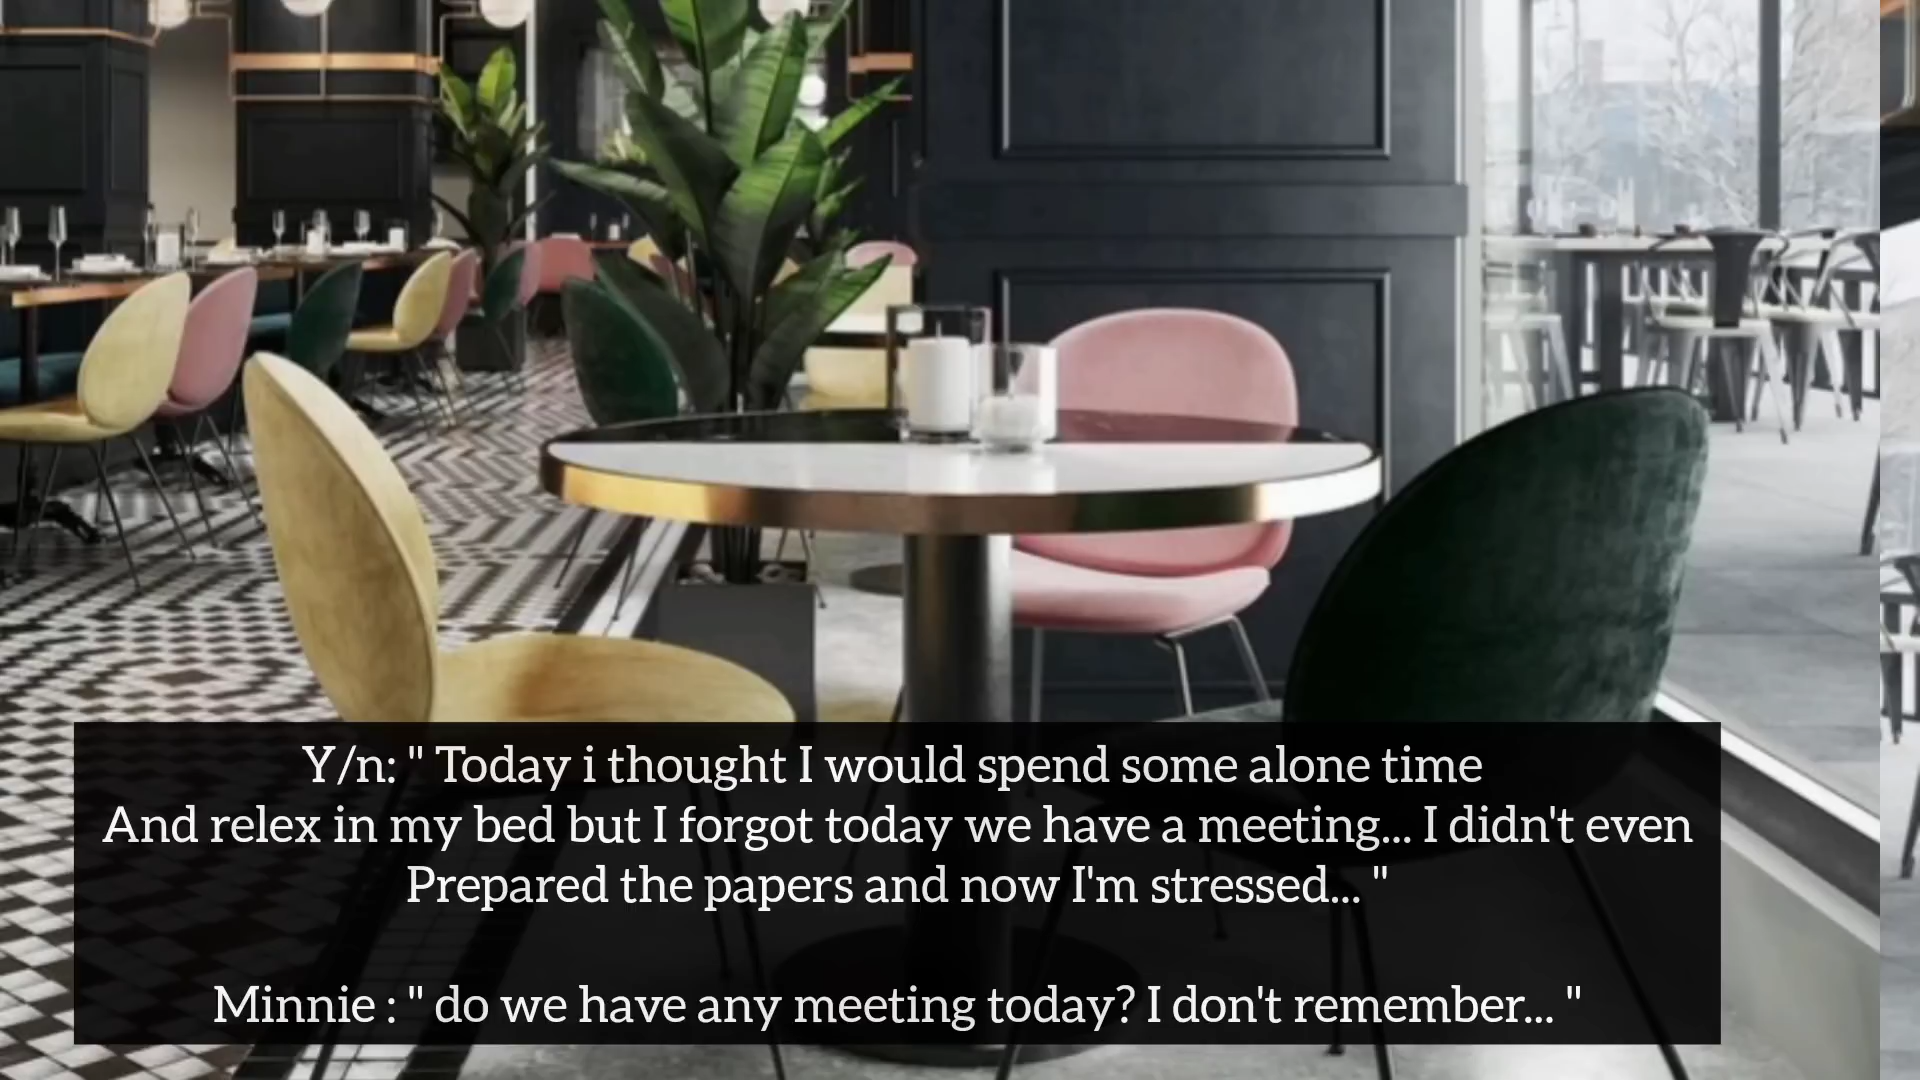 Y/n: " Today i thought I would spend some alone time
And relex in my bed but I forgot today we have a meeting... I didn't even
Prepared the papers and now I'm stressed... "
Minnie : " do we have any meeting today? I don't remember... "